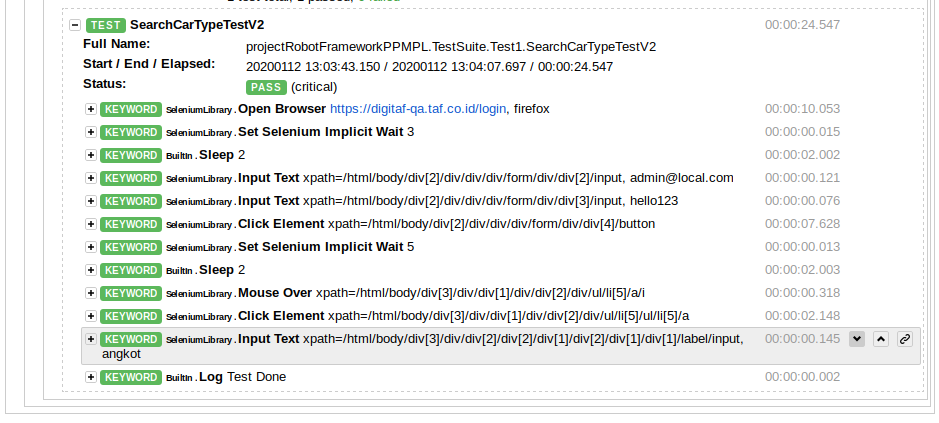 TEST SearchCarTypeTestV2 00:00:24.547
Full Name: projectRobotFrameworkPPMPL.TestSuite.Test1.SearchCarTypeTestV2
Start / End / Elapsed: 20200112 13:03:43.150 / 20200112 13:04:07.697 / 00:00:24.547
Status: PASS (critical)
KEYWORD SeleniumLibrary.Open Browser https://digitaf-qa.taf.co.id/login, firefox 00:00:10.053
KEYWORD SeleniumLibrary.Set Selenium Implicit Wait 3 00:00:00.015
KEYWORD BuiltIn.Sleep 2 00:00:02.002
KEYWORD SeleniumLibrary.Input Text xpath=/html/body/div[2]/div/div/div/form/div/div[2]/input, admin@local.com 00:00:00.121
KEYWORD SeleniumLibrary.Input Text xpath=/html/body/div[2]/div/div/div/form/div/div[3]/input, hello123 00:00:00.076
KEYWORD SeleniumLibrary.Click Element xpath=/html/body/div[2]/div/div/div/form/div/div[4]/button 00:00:07.628
KEYWORD SeleniumLibrary.Set Selenium Implicit Wait 5 00:00:00.013
KEYWORD BuiltIn.Sleep 2 00:00:02.003
KEYWORD SeleniumLibrary.Mouse Over xpath=/html/body/div[3]/div/div[1]/div/div[2]/div/ul/li[5]/a/i 00:00:00.318
KEYWORD SeleniumLibrary.Click Element xpath=/html/body/div[3]/div/div[1]/div/div[2]/div/ul/li[5]/ul/li[5]/a 00:00:02.148
KEYWORD SeleniumLibrary.Input Text xpath=/html/body/div[3]/div/div[2]/div[2]/div[1]/div[2]/div[1]/div[1]/label/input, 00:00:00.145
angkot
KEYWORD BuiltIn.Log Test Done 00:00:00.002